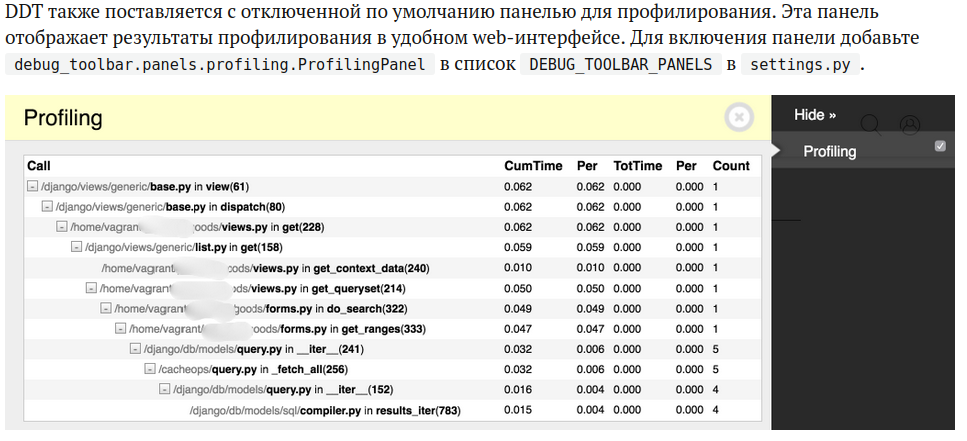 DDT также поставляется с отключенной по умолчанию панелью для профилирования. Эта панель
отображает результаты профилирования в удобном web-интерфейсе. Для включения панели добавьте
debug_toolbar.panels.profiling.ProfilingPanel в список DEBUG_TOOLBAR_PANELS в settings.py .
Profiling
Hide »
Profiling
Call CumTime Per TotTime Per Count
/django/views/generic/base.py in view(61) 0.062 0.062 0.000 0.000 1
/django/views/generic/base.py in dispatch(80) 0.062 0.062 0.000 0.000 1
/home/vagran oods/views.py in get(228) 0.062 0.062 0.000 0.000 1
/django/views/generic/list.py in get(158) 0.059 0.059 0.000 0.000 1
/home/vagrant ods/views.py in get_context_data(240) 0.010 0.010 0.000 0.000 1
/home/vagrant ds/views.py in get_queryset(214) 0.050 0.050 0.000 0.000 1
/home/vagrant goods/forms.py in do_search(322) 0.049 0.049 0.000 0.000 1
/home/vagrant/ oods/forms.py in get_ranges(333) 0.047 0.047 0.000 0.000 1
/django/db/models/query.py in __iter__(241) 0.032 0.006 0.000 0.000 5
/cacheops/query.py in _fetch_all(256) 0.032 0.006 0.000 0.000 5
/django/db/models/query.py in __iter__(152) 0.016 0.004 0.000 0.000 4
/django/db/models/sql/compiler.py in results_iter(783) 0.015 0.004 0.000 0.000 4